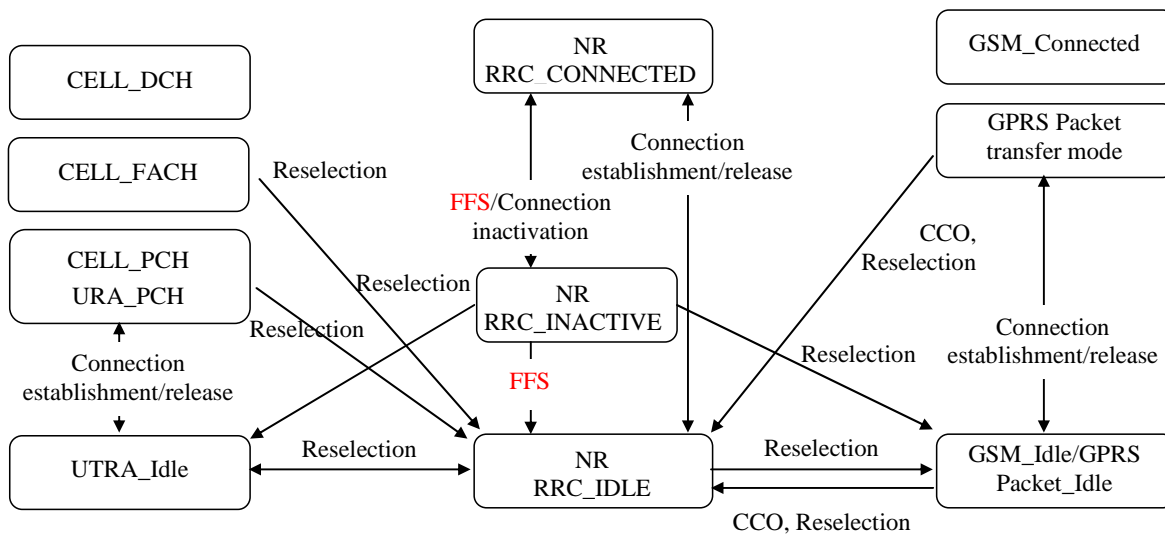 CELL_DCH
NR
RRC_CONNECTED
GSM_Connected
CELL_FACH
Reselection
Connection
establishment/release
GPRS Packet
transfer mode
FFS/Connection
inactivation
CCO,
Reselection
CELL_PCH
URA_PCH
Reselection
NR
RRC_INACTIVE
Reselection
Connection
establishment/release
FFS
Reselection
Connection
establishment/release
UTRA_Idle
Reselection
NR
RRC_IDLE
Reselection
GSM_Idle/GPRS
Packet_Idle
CCO, Reselection